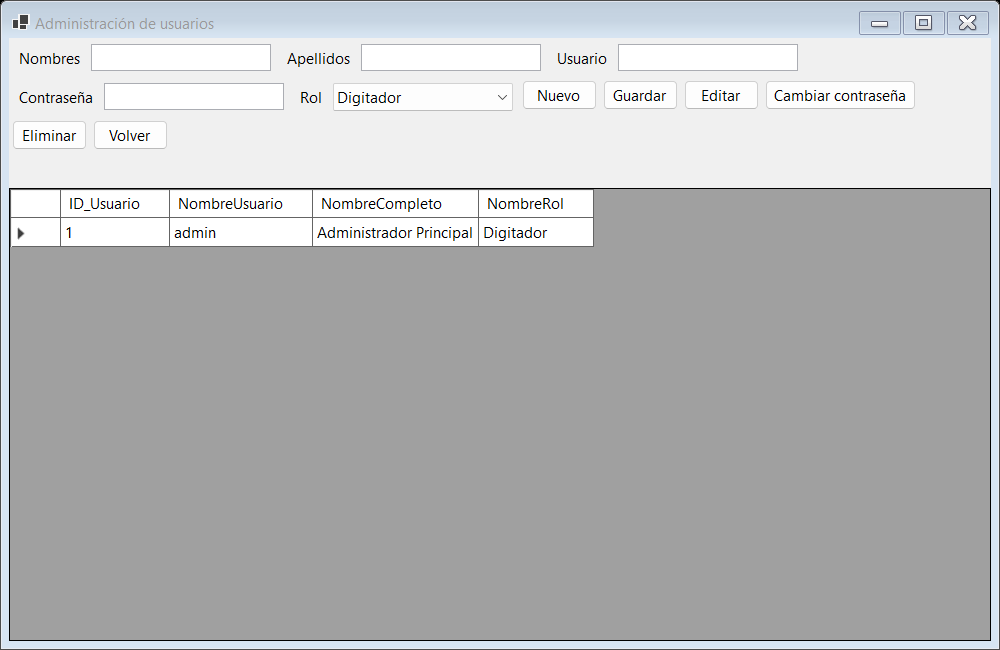 Administración de usuarios
Nombres Apellidos Usuario
Contraseña Rol Digitador Nuevo Guardar Editar Cambiar contraseña
Eliminar Volver
ID_Usuario NombreUsuario NombreCompleto NombreRol
1 admin Administrador Principal Digitador